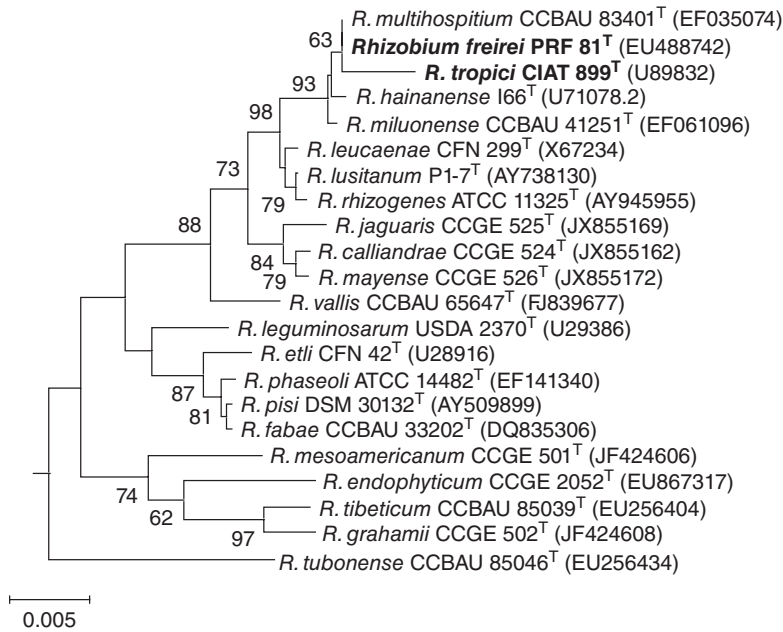 R. multihospitium CCBAU 83401T (EF035074)
63
Rhizobium freirei PRF 81T (EU488742)
R. tropici CIAT 899T (U89832)
93
R. hainanense I66T (U71078.2)
98
R. miluonense CCBAU 41251T (EF061096)
R. leucaenae CFN 299T (X67234)
73
R. lusitanum P1-7T (AY738130)
79
R. rhizogenes ATCC 11325T (AY945955)
88
R. jaguaris CCGE 525T (JX855169)
R. calliandrae CCGE 524T (JX855162)
84
79
R. mayense CCGE 526T (JX855172)
R. vallis CCBAU 65647T (FJ839677)
R. leguminosarum USDA 2370T (U29386)
R. etli CFN 42T (U28916)
87
R. phaseoli ATCC 14482T (EF141340)
R. pisi DSM 30132T (AY509899)
81
R. fabae CCBAU 33202T (DQ835306)
R. mesoamericanum CCGE 501T (JF424606)
74
R. endophyticum CCGE 2052T (EU867317)
62
R. tibeticum CCBAU 85039T (EU256404)
97
R. grahamii CCGE 502T (JF424608)
R. tubonense CCBAU 85046T (EU256434)
0.005